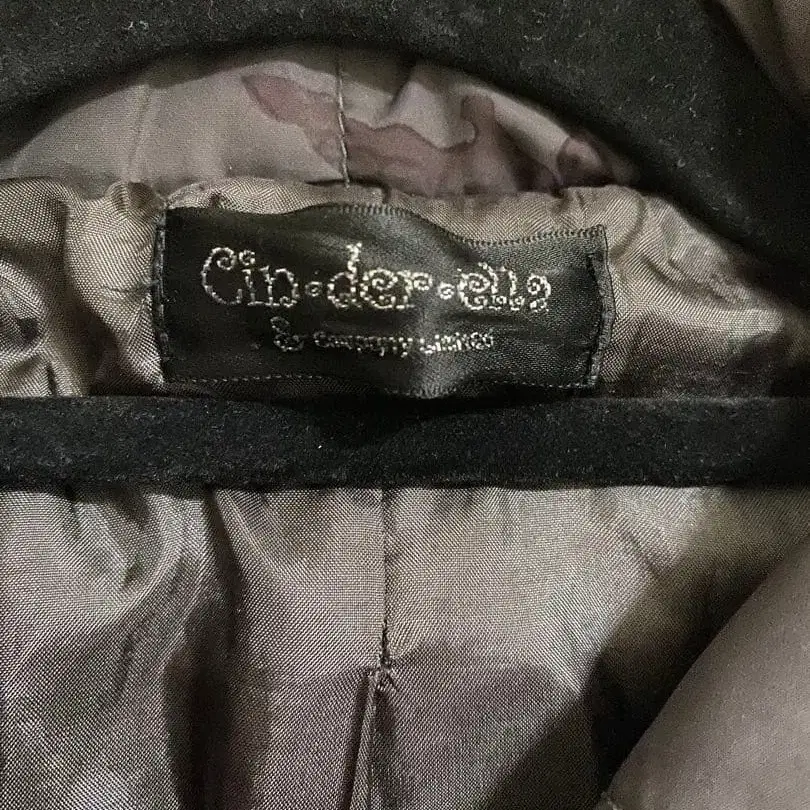 Cin•der•ella
& Company Limited